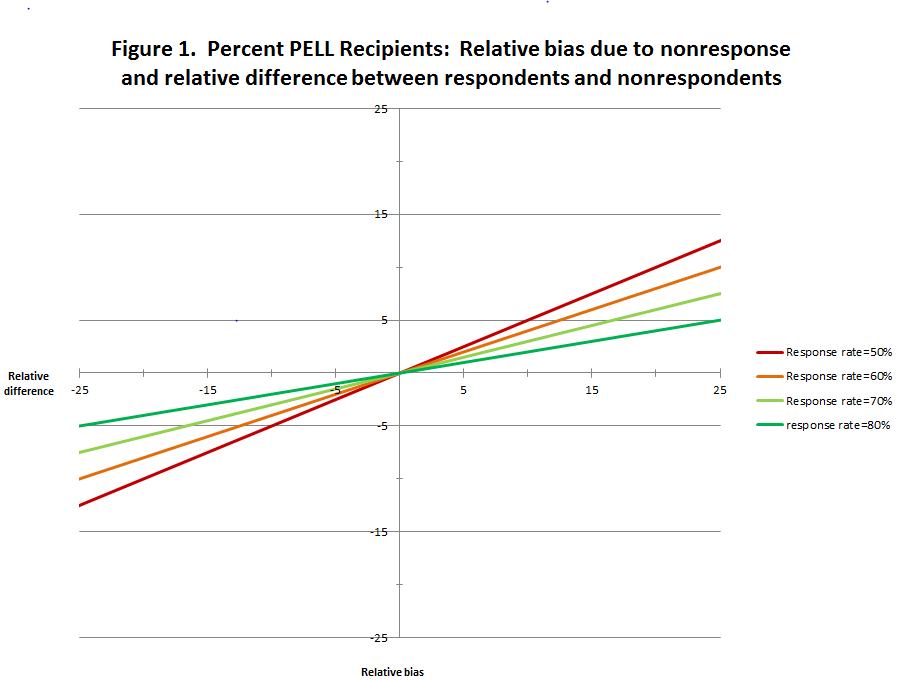 Figure 1. Percent PELL Recipients: Relative bias due to nonresponse
and relative difference between respondents and nonrespondents
25
15
5
Response rate=50%
Relative
difference
-25
-15
-5
5
15
25
Response rate=60%
Response rate=70%
-5
response rate=80%
-15
-25
Relative bias